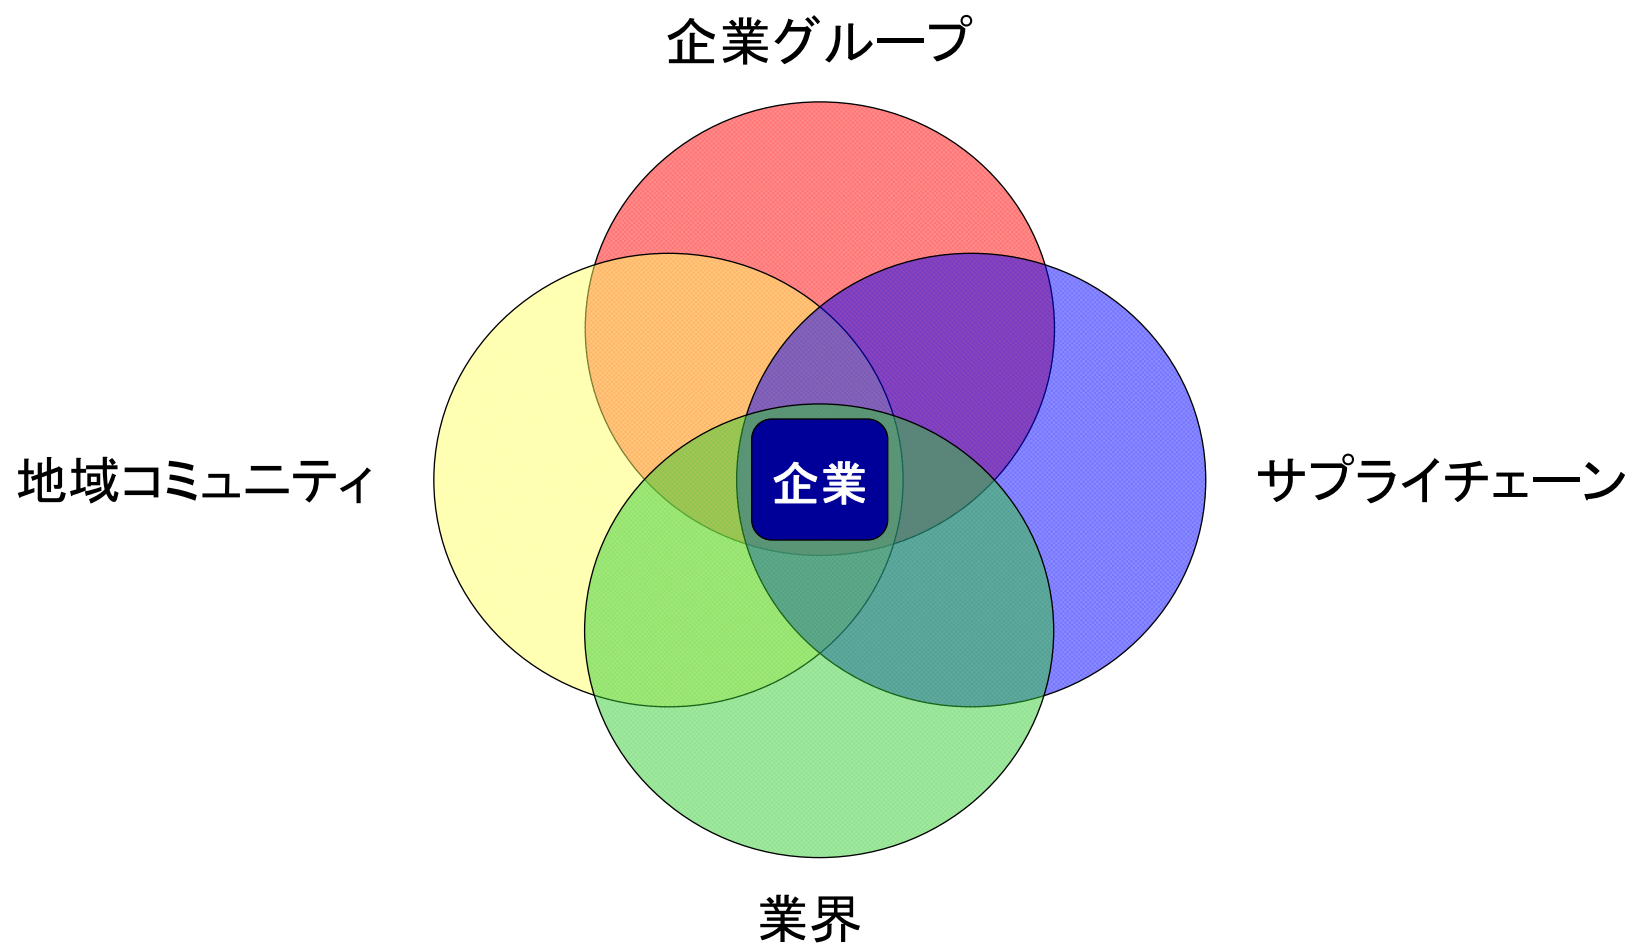 企業グループ
地域コミュニティ
企業
サプライチェーン
業界